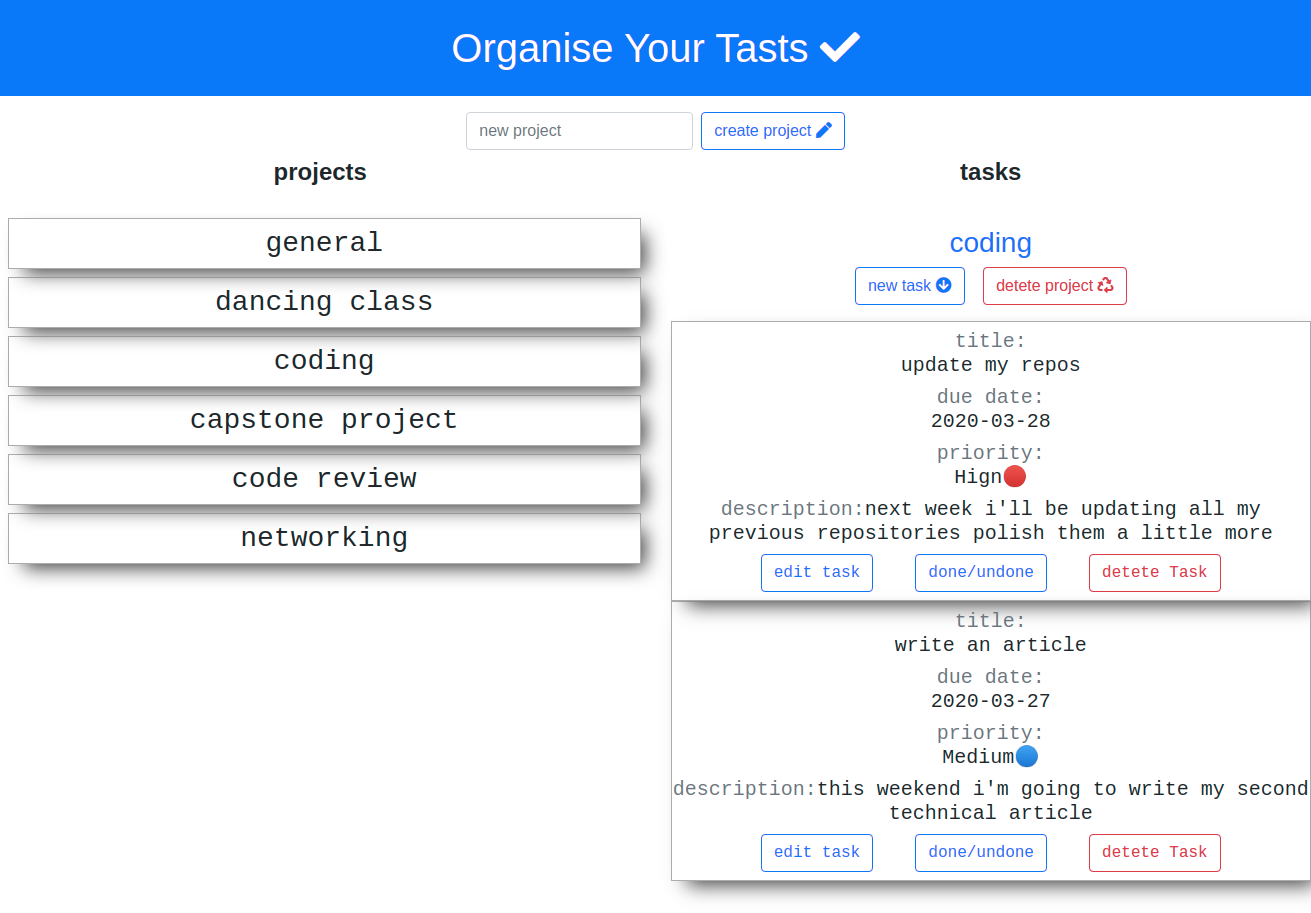 Organise Your Tasts
new project
create project
projects
general
dancing class
coding
capstone project
code review
networking
tasks
coding
new task
detete project
title:
update my repos
due date:
2020-03-28
priority:
Hign
description:next week i'll be updating all my
previous repositories polish them a little more
edit task
done/undone
detete Task
title:
write an article
due date:
2020-03-27
priority:
Medium
description:this weekend i'm going to write my second
technical article
edit task
done/undone
detete Task